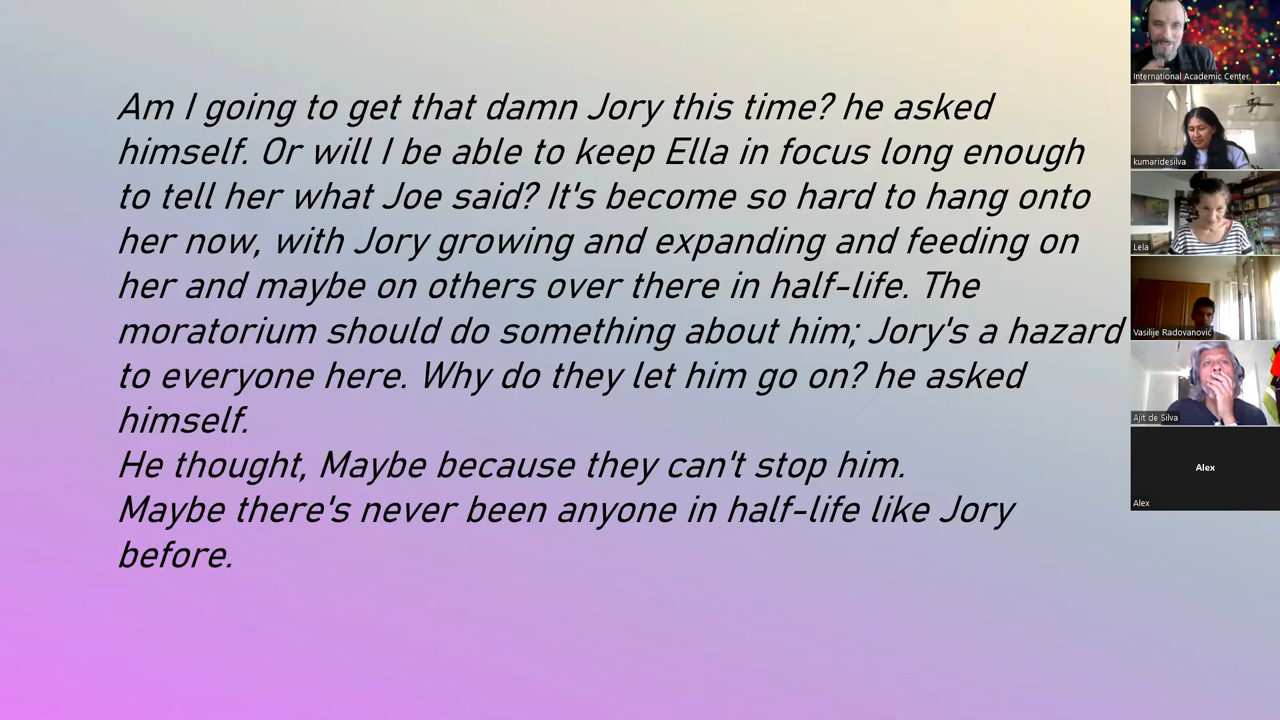 Am I going to get that damn Jory this time? he asked
himself. Or will I be able to keep Ella in focus long enough
to tell her what Joe said? It's become so hard to hang onto
her now, with Jory growing and expanding and feeding on
her and maybe on others over there in half-life. The
moratorium should do something about him; Jory's a hazard
to everyone here. Why do they let him go on? he asked
himself.
He thought, Maybe because they can't stop him.
Maybe there's never been anyone in half-life like Jory
before.
International Academic Center
kumaridesilva
Lela
Vasilije Radovanović
Ajit de Silva
Alex
Alex